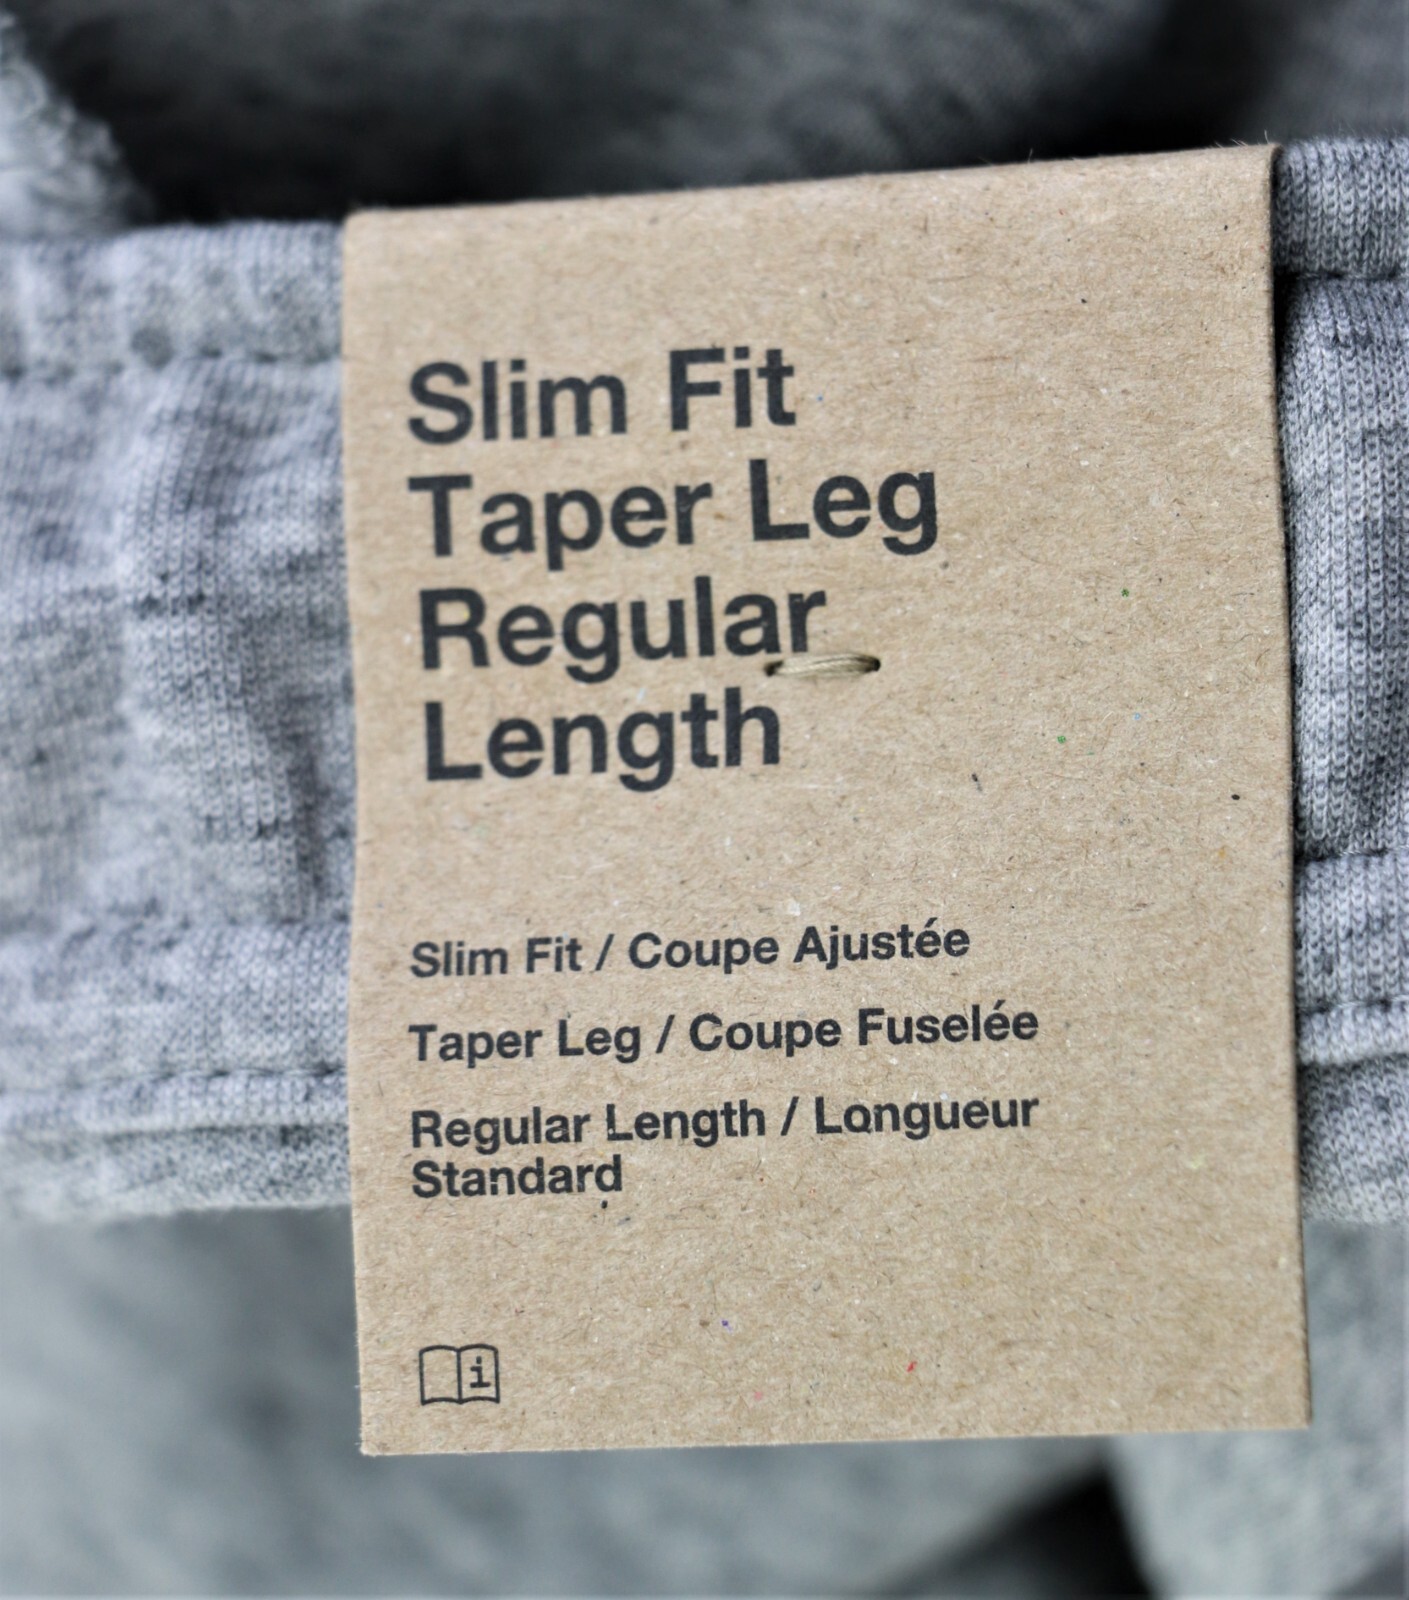 Slim Fit
Taper Leg
Regular
Length
Slim Fit / Coupe Ajustée
Taper Leg / Coupe Fuselée
Regular Length / Longueur
Standard
i